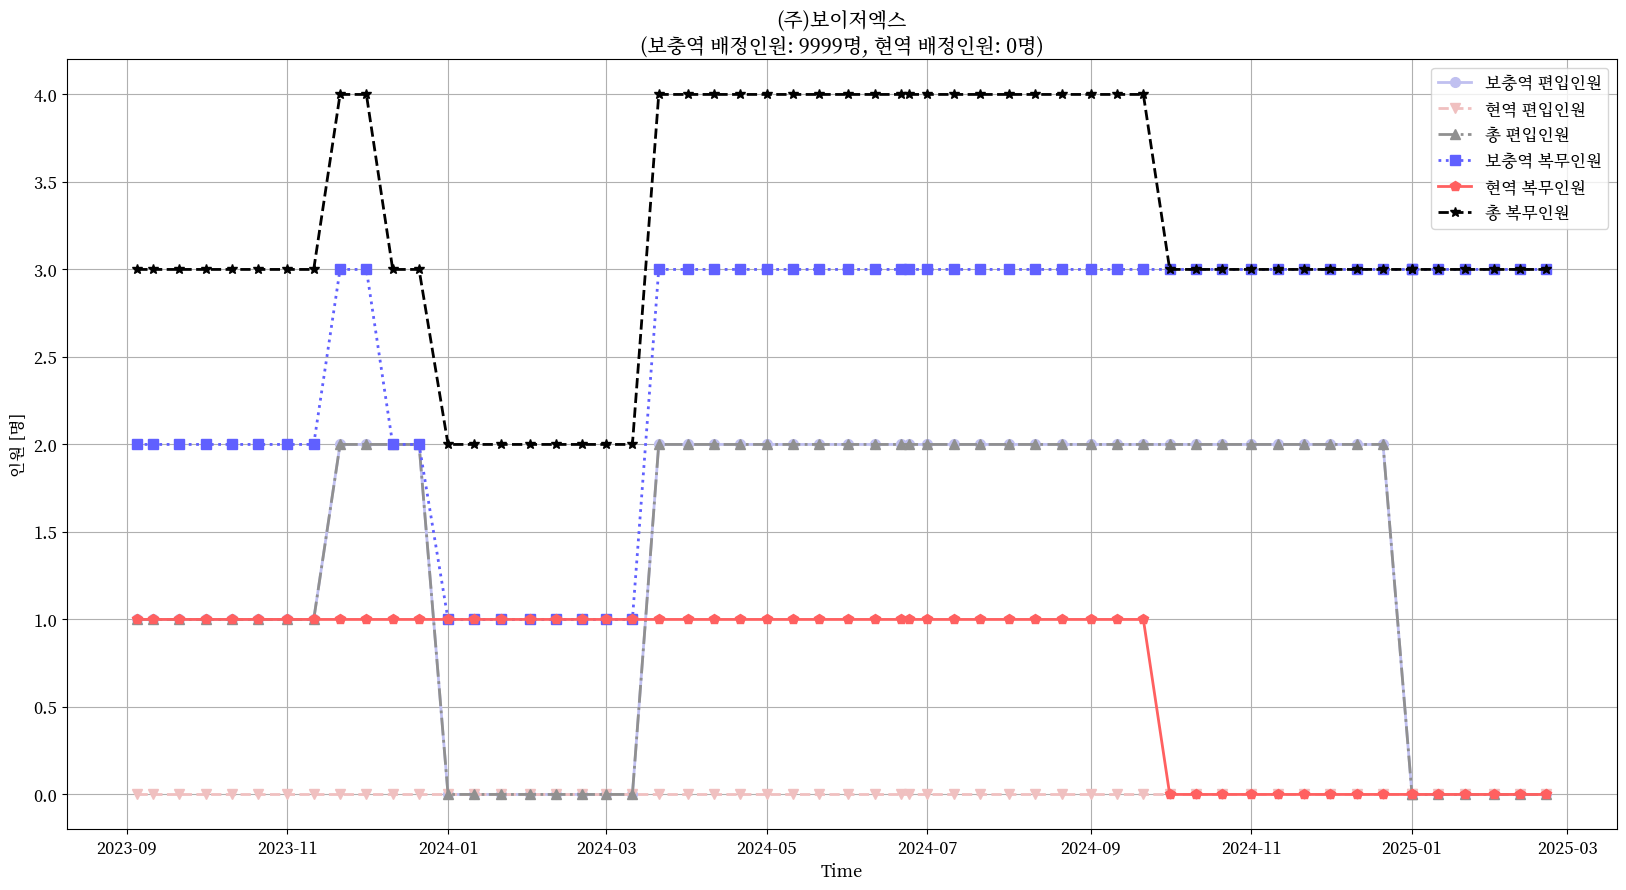 (주)보이저엑스
(보충역 배정인원: 9999명, 현역 배정인원: 0명)
보충역 편입인원
현역 편입인원
총 편입인원
보충역 복무인원
현역 복무인원
총 복무인원
인원 [명]
4.0
3.5
3.0
2.5
2.0
1.5
1.0
0.5
0.0
2023-09 2023-11 2024-01 2024-03 2024-05 2024-07 2024-09 2024-11 2025-01 2025-03
Time